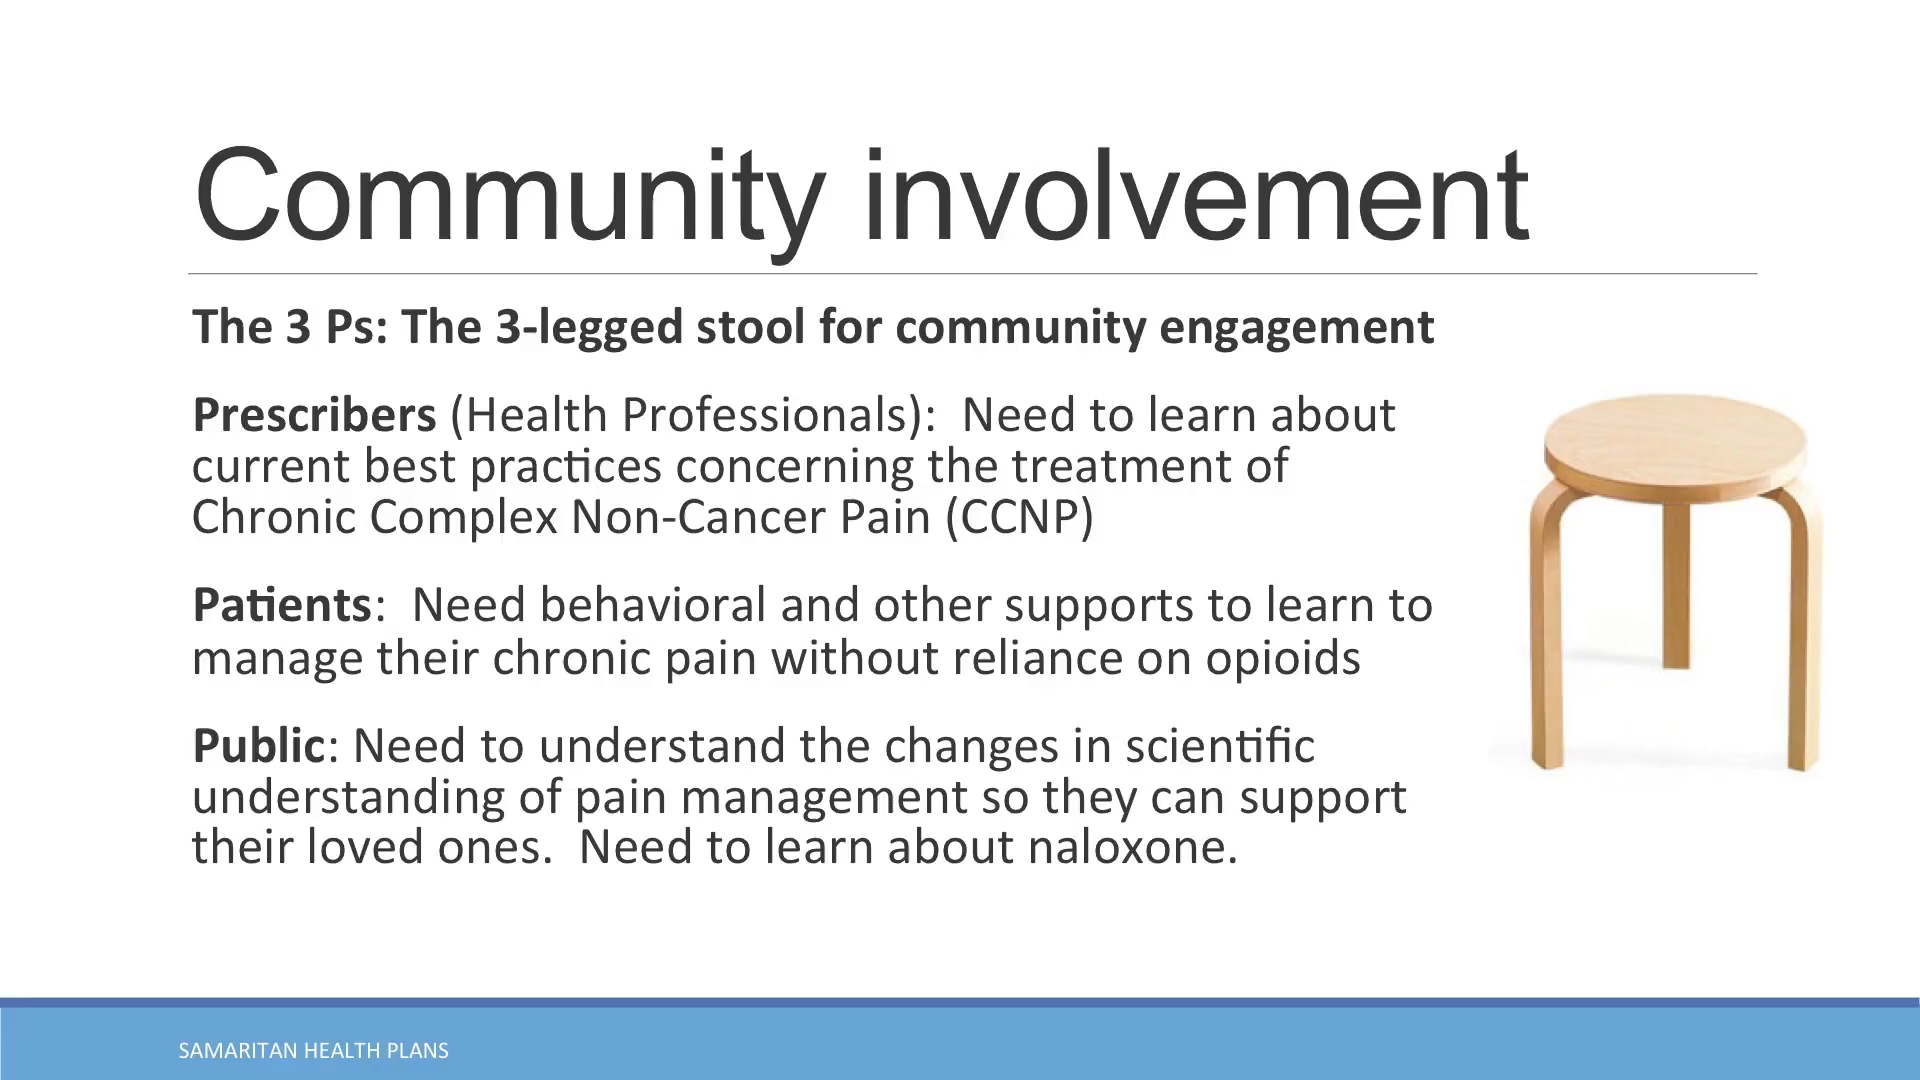 Community involvement
The 3 Ps: The 3-legged stool for community engagement
Prescribers (Health Professionals):  Need to learn about
current best practices concerning the treatment of
Chronic Complex Non-Cancer Pain (CCNP)
Patients:  Need behavioral and other supports to learn to
manage their chronic pain without reliance on opioids
Public: Need to understand the changes in scientific
understanding of pain management so they can support
their loved ones.  Need to learn about naloxone.
SAMARITAN HEALTH PLANS